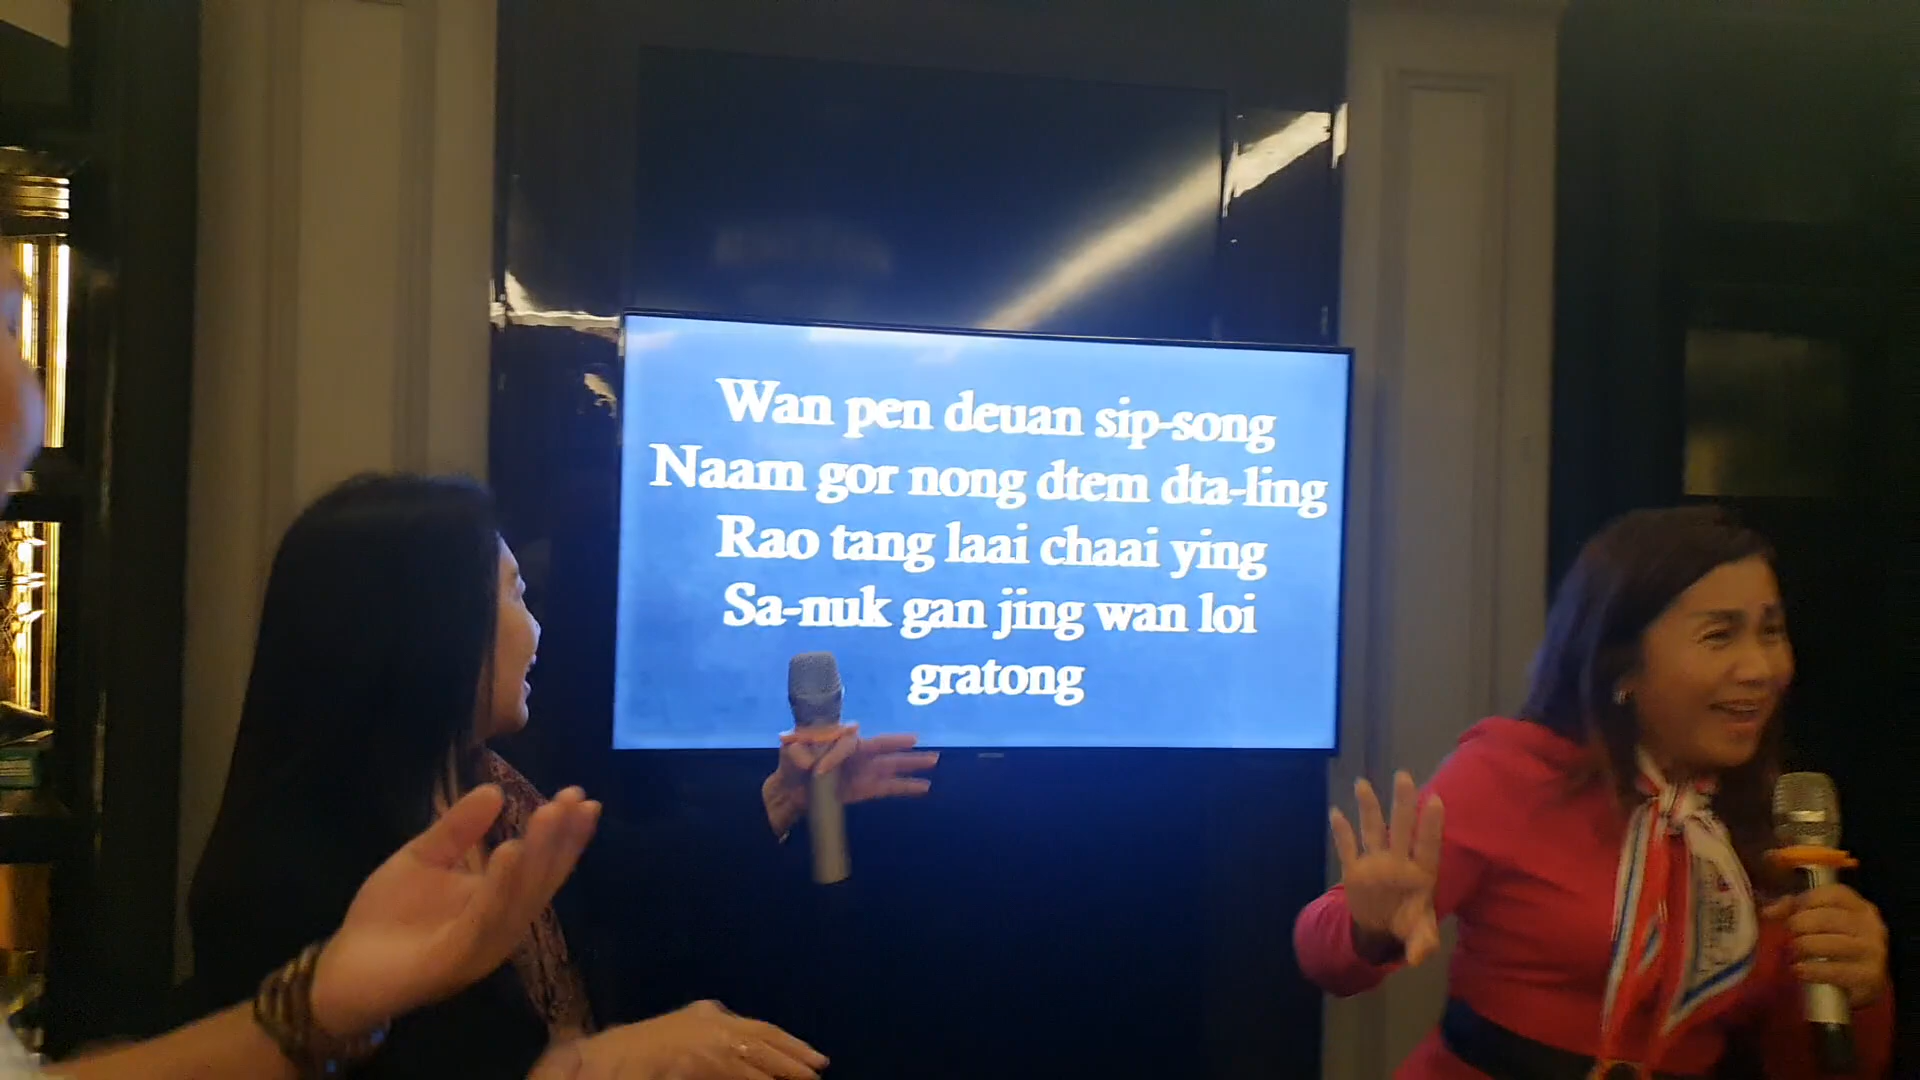 Wan pen deuan sip-song
Naam gor nong dtem dta-ling
Rao tang laai chaai ying
Sa-nuk gan jing wan loi
gratong